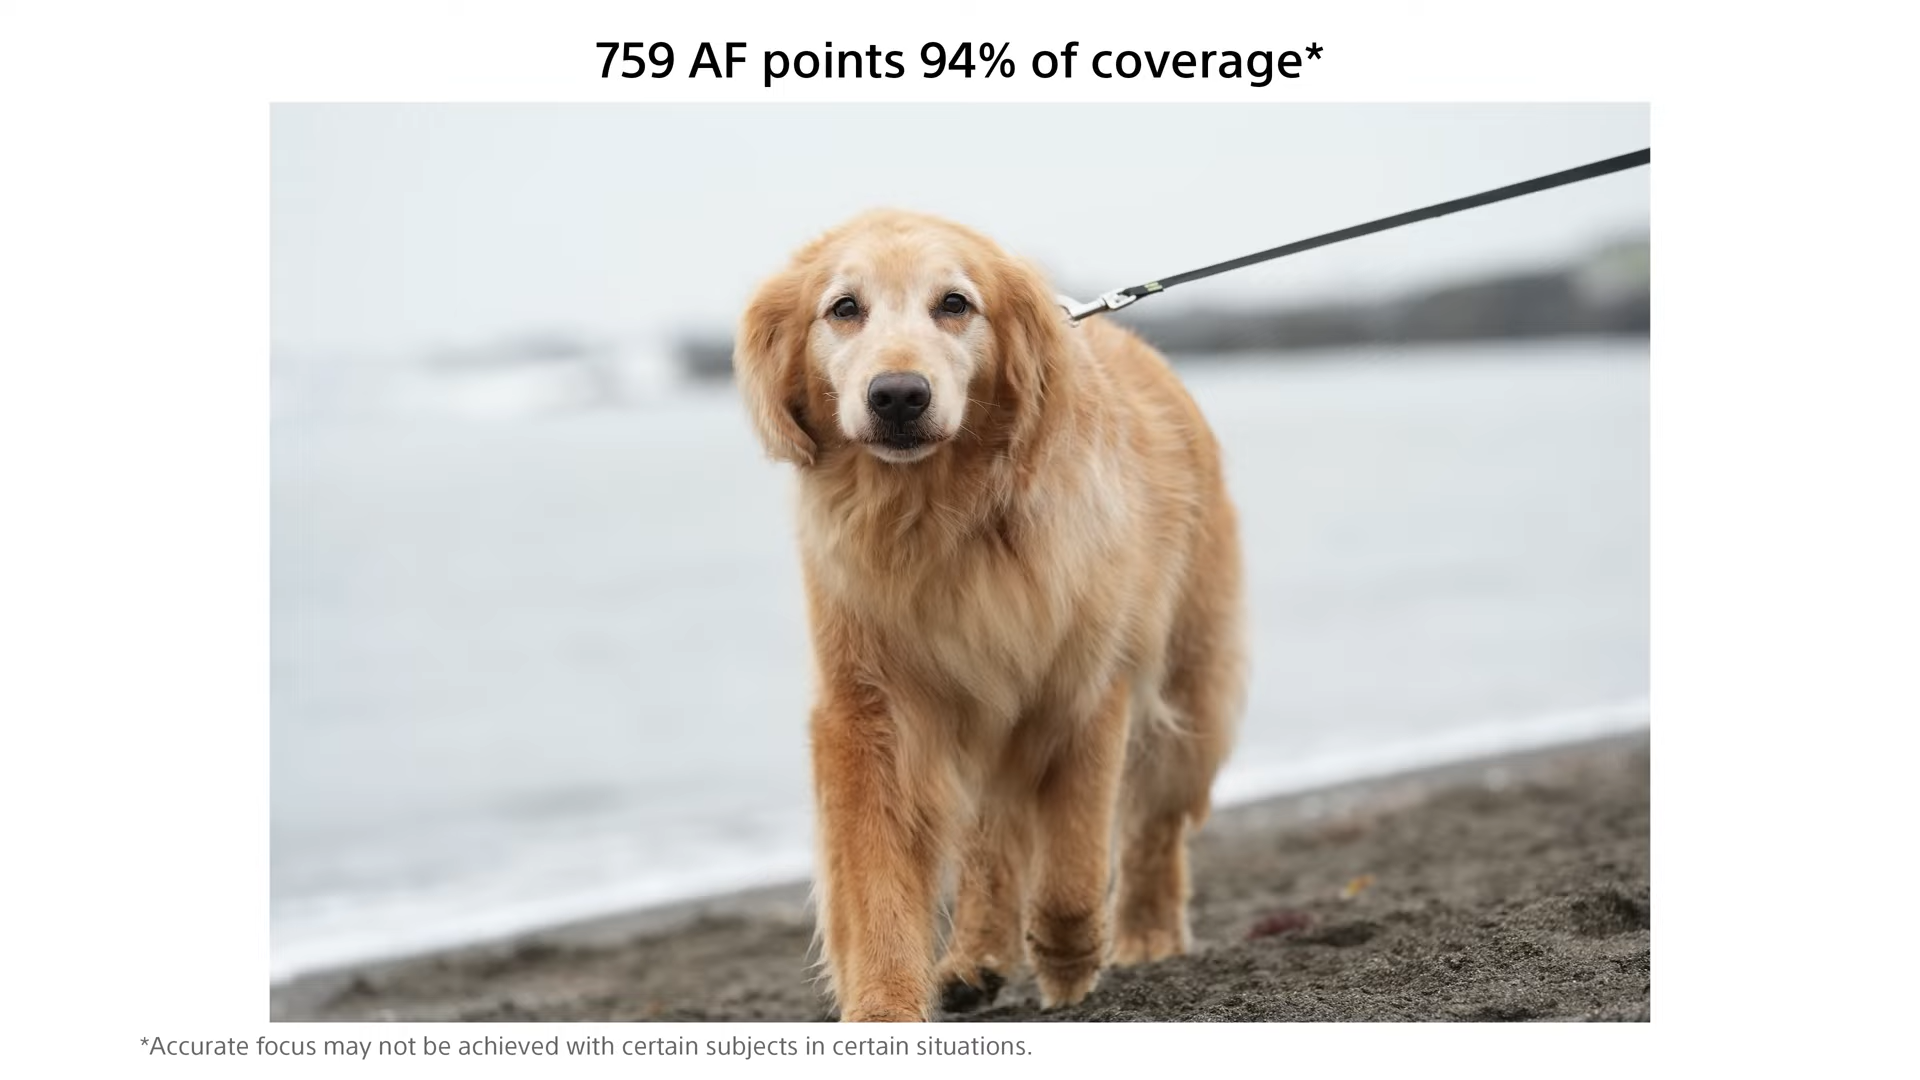 759 AF points 94% of coverage*
*Accurate focus may not be achieved with certain subjects in certain situations.